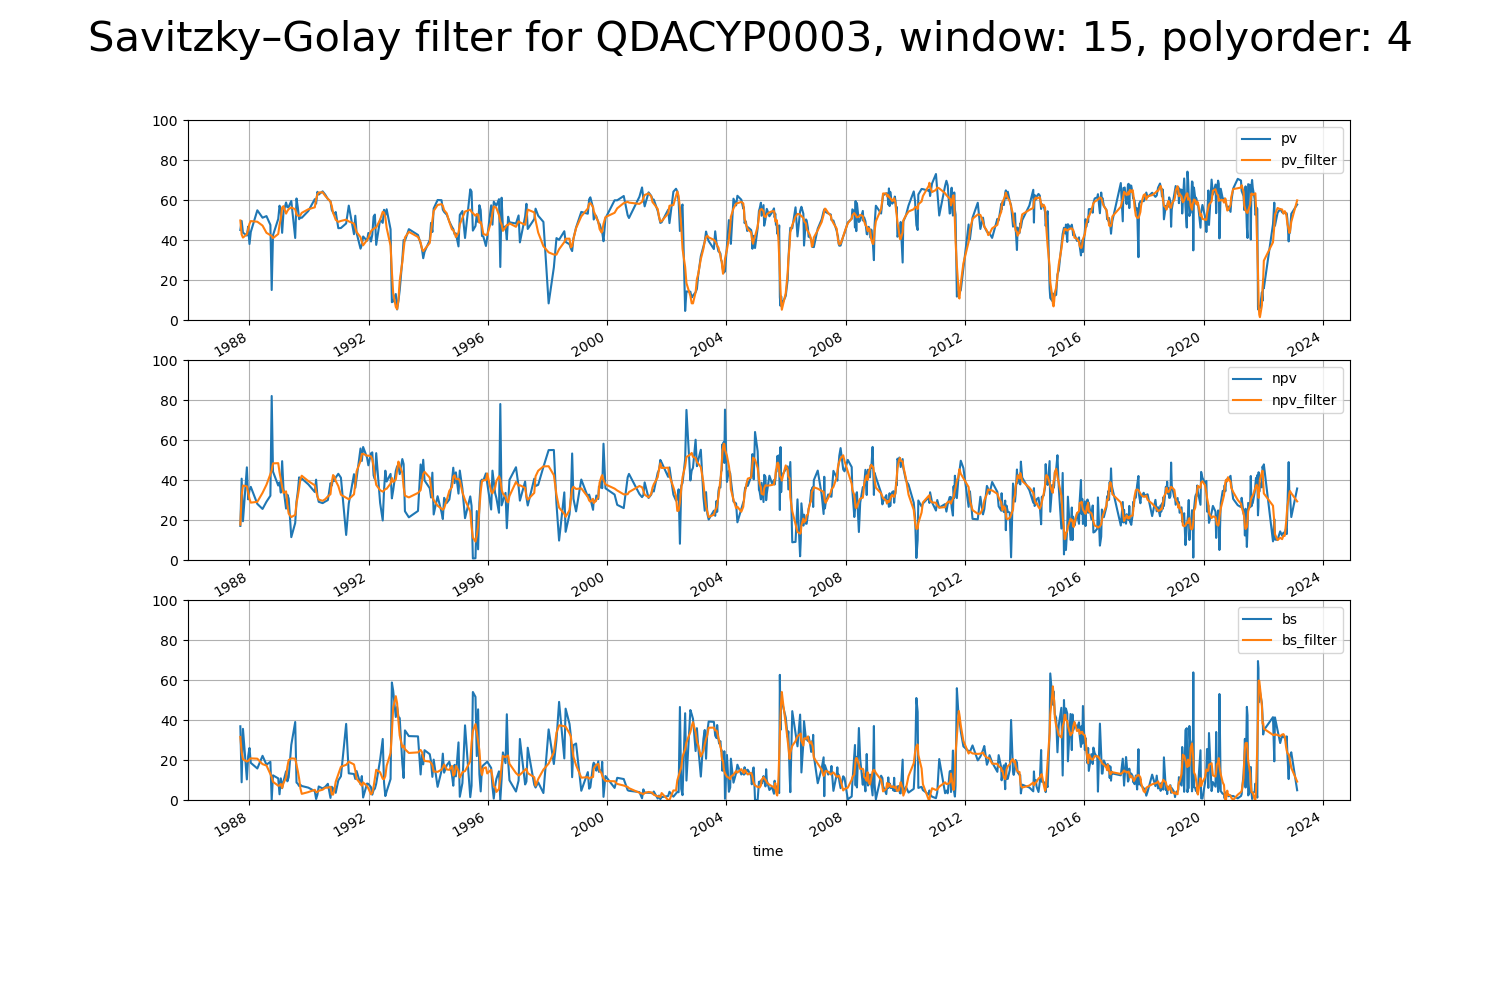 Savitzky–Golay filter for QDACYP0003, window: 15, polyorder: 4
100
80
60
40
20
0
pv
pv_filter
1988 1992 1996 2000 2004 2008 2012 2016 2020 2024
100
80
60
40
20
0
npv
npv_filter
1988 1992 1996 2000 2004 2008 2012 2016 2020 2024
100
80
60
40
20
0
bs
bs_filter
1988 1992 1996 2000 2004 2008 2012 2016 2020 2024
time